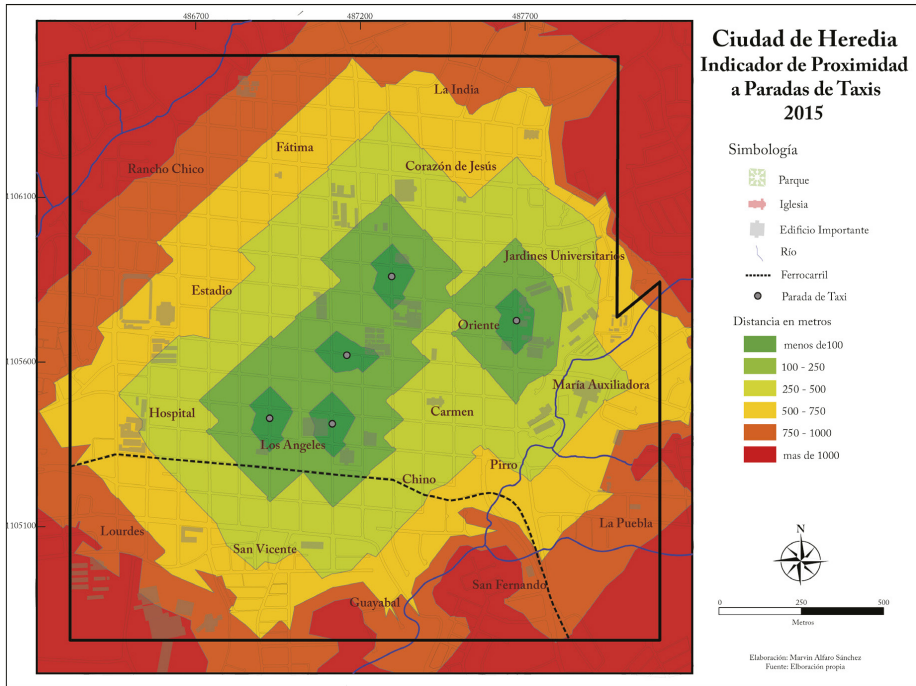 486700
487200
487700
1106100
1105600
1105100
La India
Fátima
Corazón de Jesús
Rancho Chico
Jardines Universitarios
Estadio
Oriente
María Auxiliadora
Hospital
Carmen
Los Angeles
Pirro
Chino
Lourdes
La Puebla
San Vicente
San Fernando
Guayabal
Ciudad de Heredia
Indicador de Proximidad
a Paradas de Taxis
2015
Simbología
Parque
Iglesia
Edificio Importante
Río
Ferrocarril
Parada de Taxi
Distancia en metros
menos de100
100 - 250
250 - 500
500 - 750
750 - 1000
mas de 1000
N
0 250 500
Metros
Elaboración: Marvin Alfaro Sánchez
Fuente: Elboración propia